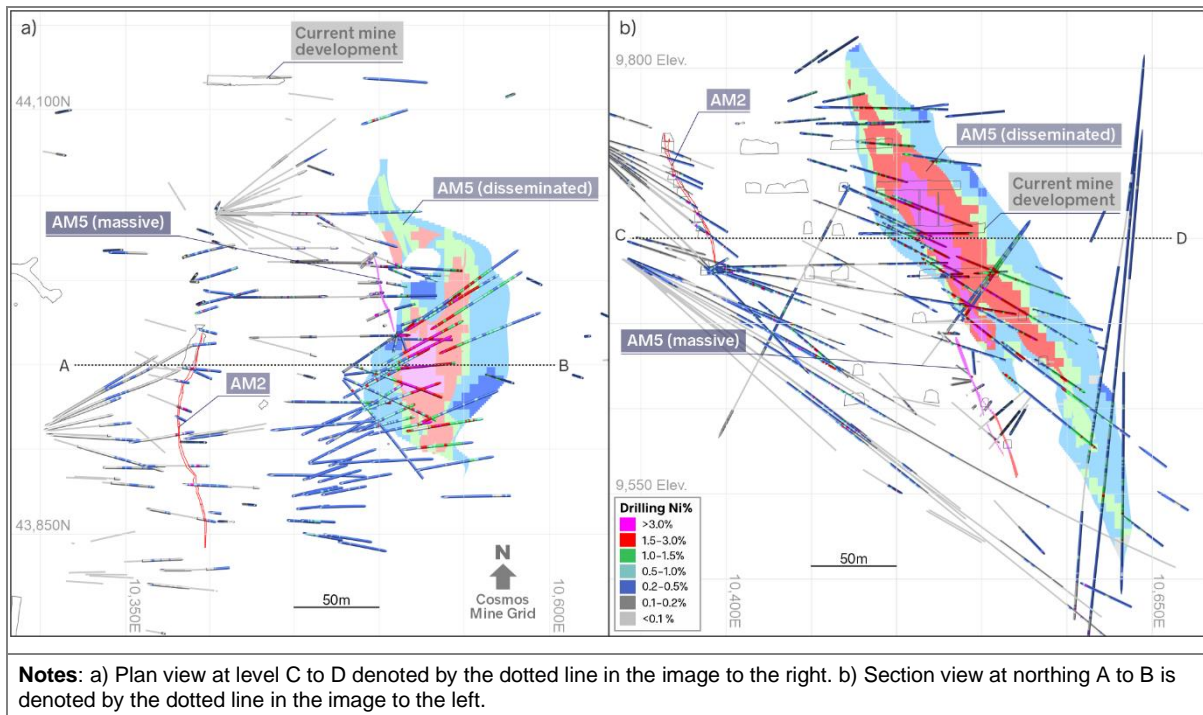 a)
Current mine
development
44,100N
AM5 (disseminated)
AM5 (massive)
A
B
AM2
43,850N
N
Cosmos
Mine Grid
50m
10,350E
10,600E
b)
9,800 Elev.
AM2
AM5 (disseminated)
Current mine
development
C
D
AM5 (massive)
9,550 Elev.
Drilling Ni%
>3.0%
1.5–3.0%
1.0–1.5%
0.5–1.0%
0.2–0.5%
0.1–0.2%
<0.1 %
50m
10,400E
10,650E
Notes: a) Plan view at level C to D denoted by the dotted line in the image to the right. b) Section view at northing A to B is
denoted by the dotted line in the image to the left.